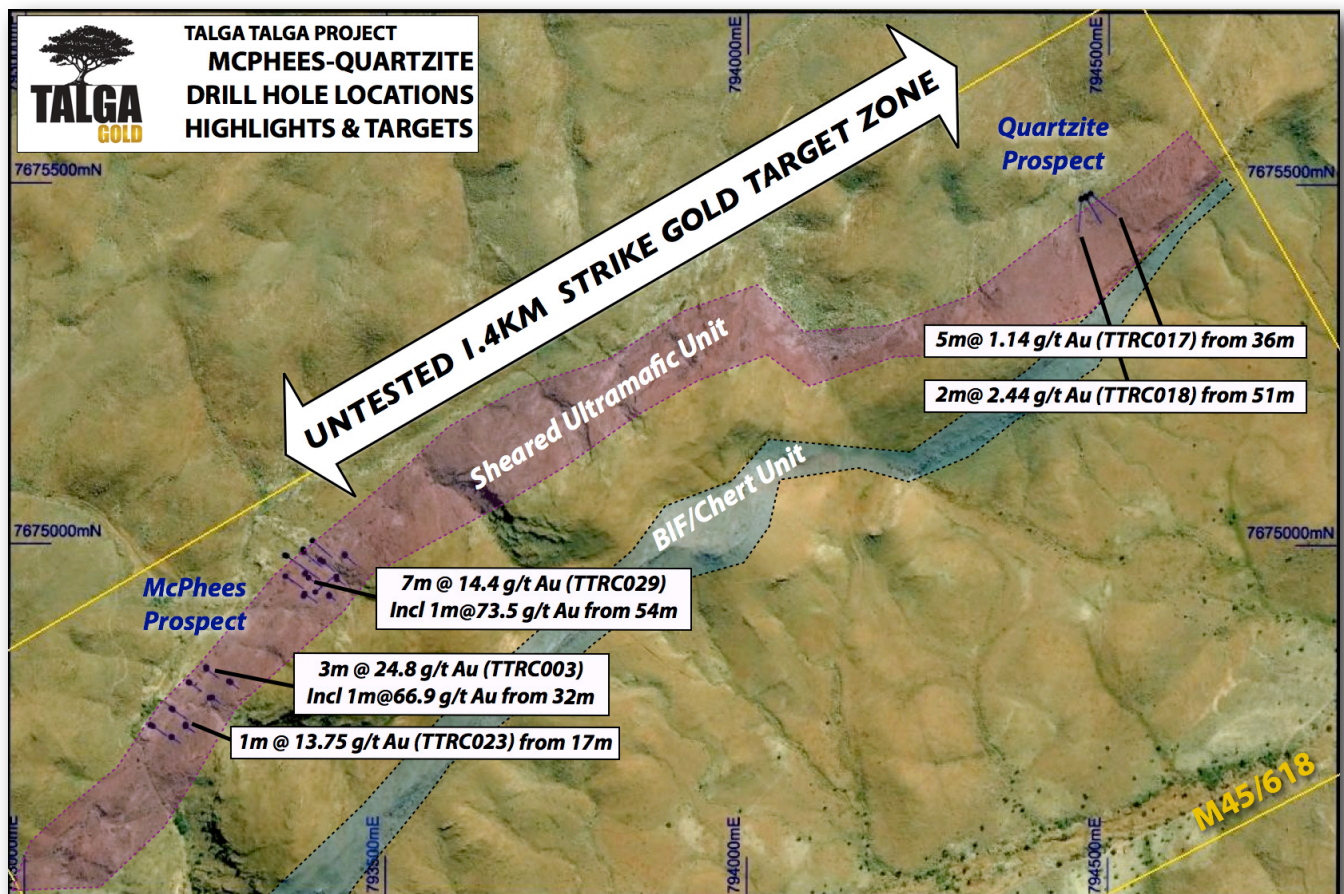 TALGA
GOLD
TALGA TALGA PROJECT
MCPHEES-QUARTZITE
DRILL HOLE LOCATIONS
HIGHLIGHTS & TARGETS
794000mE
794500mE
7675500mN
7675500mN
UNTESTED 1.4KM STRIKE GOLD TARGET ZONE
Quartzite
Prospect
5m@ 1.14 g/t Au (TTRC017) from 36m
2m@ 2.44 g/t Au (TTRC018) from 51m
Sheared Ultramafic Unit
BIF/Chert Unit
7675000mN
7675000mN
McPhees
Prospect
7m @ 14.4 g/t Au (TTRC029)
Incl 1m@73.5 g/t Au from 54m
3m @ 24.8 g/t Au (TTRC003)
Incl 1m@66.9 g/t Au from 32m
1m @ 13.75 g/t Au (TTRC023) from 17m
M45/618
793500mE
794000mE
794500mE